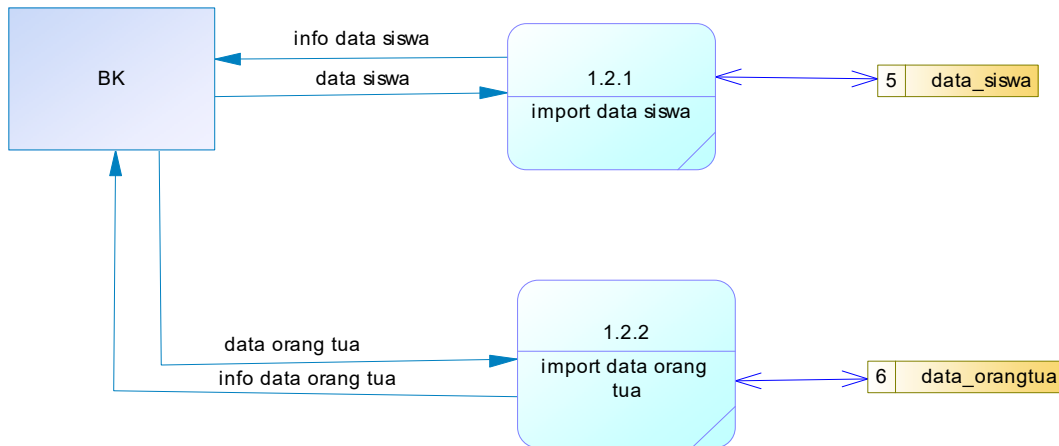 info data siswa
BK
1.2.1
data siswa
5 data_siswa
import data siswa
1.2.2
data orang tua
import data orang
tua
info data orang tua
6 data_orangtua